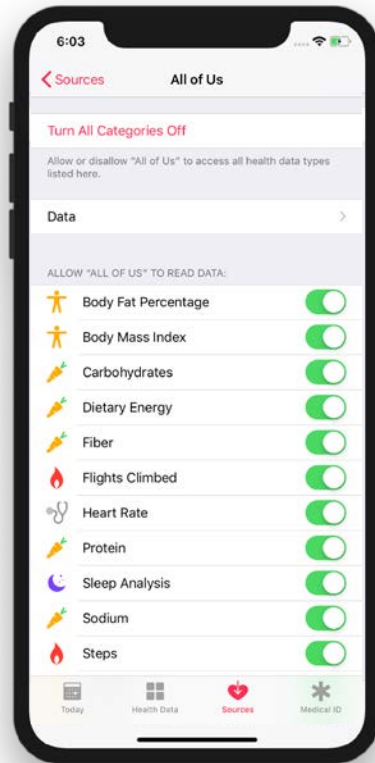 6:03
Sources
All of Us
Turn All Categories Off
Allow or disallow "All of Us" to access all health data types
listed here.
Data
ALLOW "ALL OF US" TO READ DATA:
Body Fat Percentage
Body Mass Index
Carbohydrates
Dietary Energy
Fiber
Flights Climbed
Heart Rate
Protein
Sleep Analysis
Sodium
Steps
Today Health Data Sources Medical ID